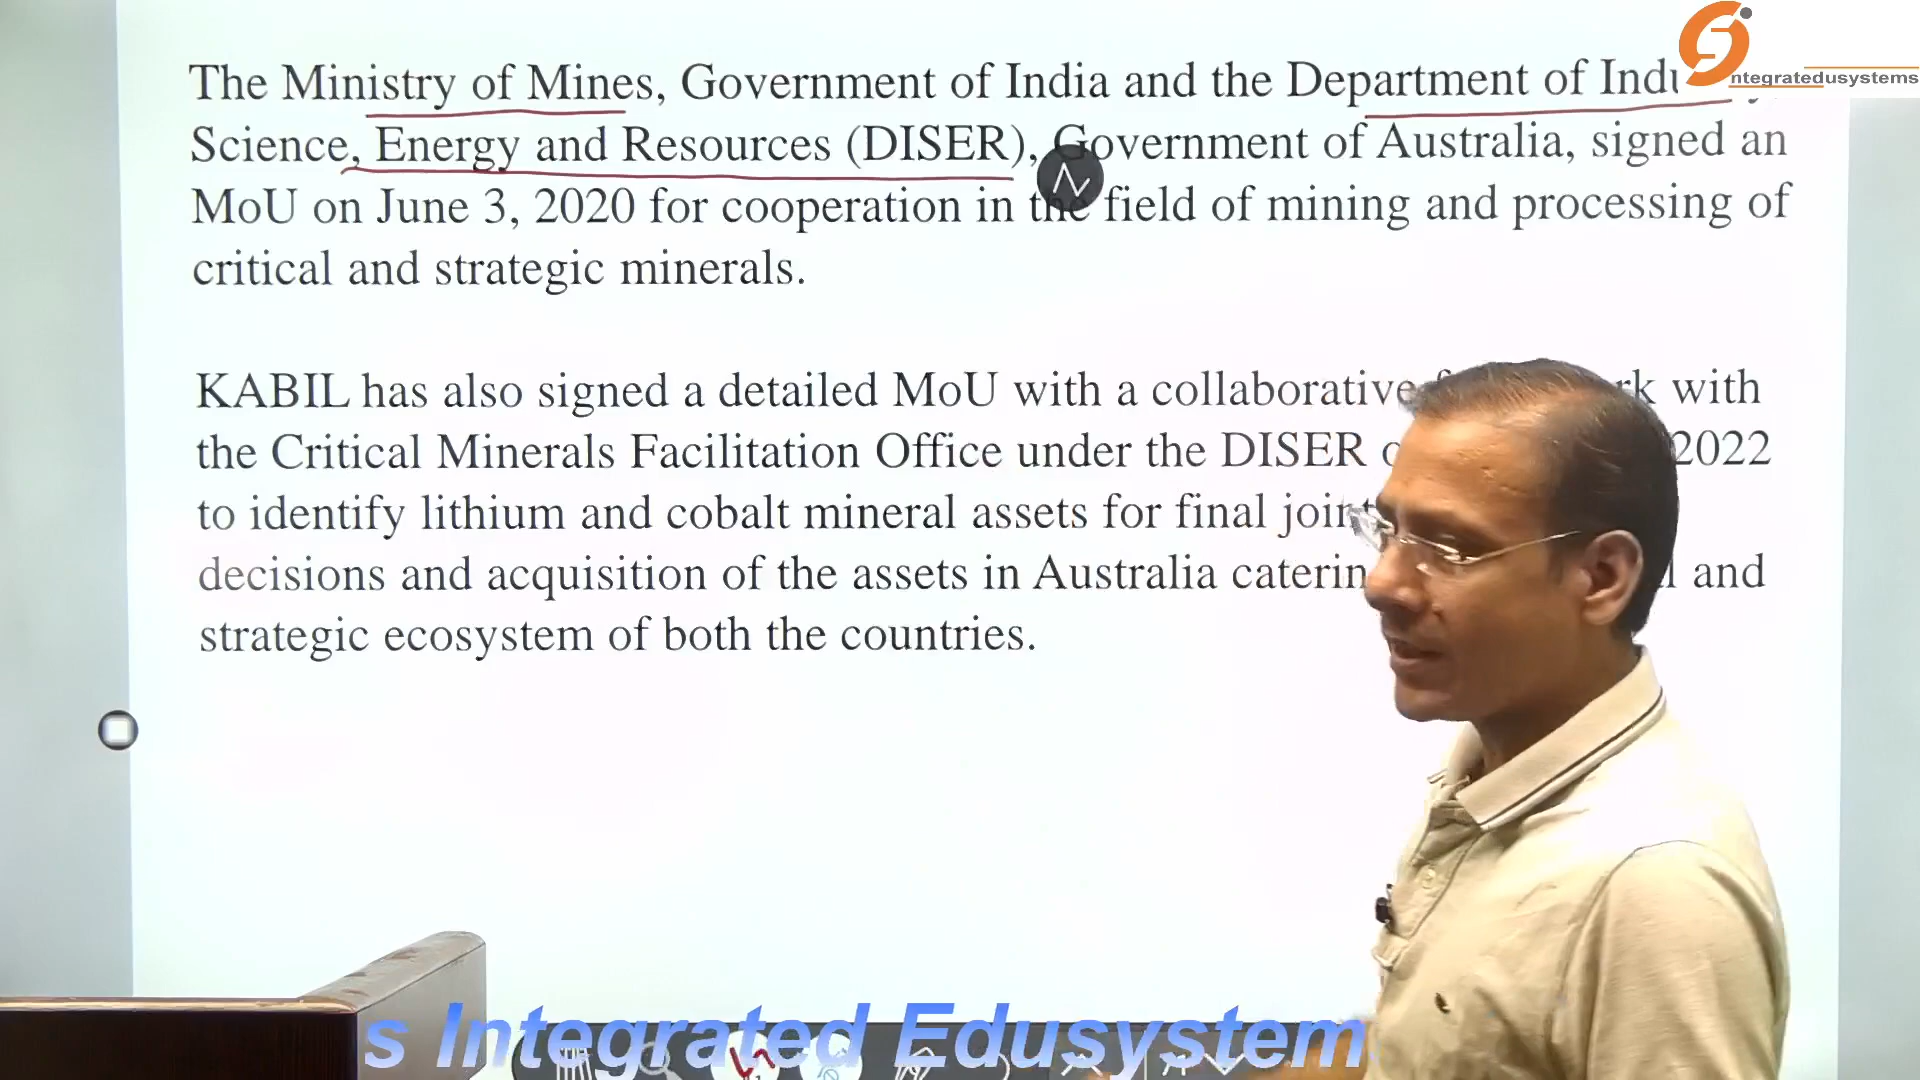 The Ministry of Mines, Government of India and the Department of
Science, Energy and Resources (DISER), Government of Australia, signed an
MoU on June 3, 2020 for cooperation in the field of mining and processing of
critical and strategic minerals.
KABIL has also signed a detailed MoU with a collaborative with
the Critical Minerals Facilitation Office under the DISER 2022
to identify lithium and cobalt mineral assets for final
decisions and acquisition of the assets in Australia and
strategic ecosystem of both the countries.
ntegratedusystems
s Integrated Edusystem